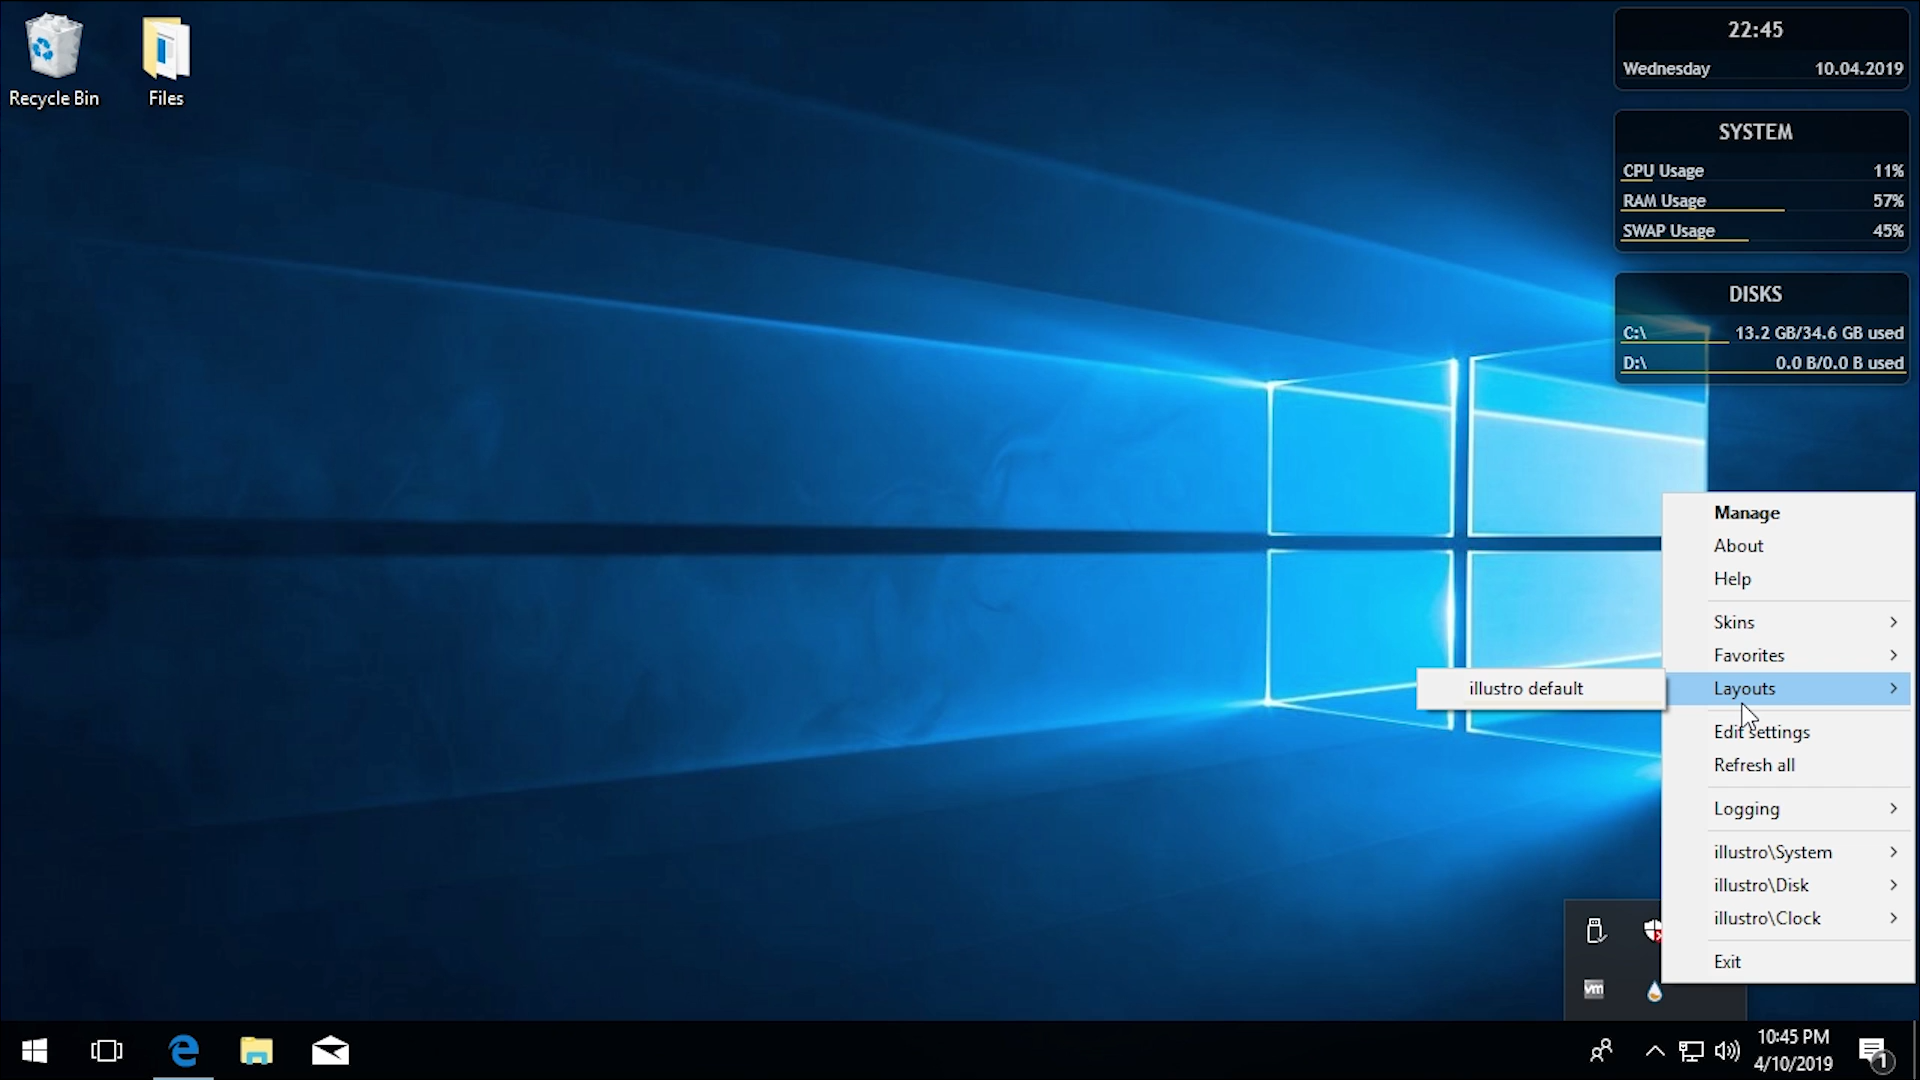 Recycle Bin
Files
22:45
Wednesday 10.04.2019
SYSTEM
CPU Usage 11%
RAM Usage 57%
SWAP Usage 45%
DISKS
C:\ 13.2 GB/34.6 GB used
D:\ 0.0 B/0.0 B used
Manage
About
Help
Skins
Favorites
Layouts
illustro default
Edit settings
Refresh all
Logging
illustro\System
illustro\Disk
illustro\Clock
Exit
vm
10:45 PM
4/10/2019
1